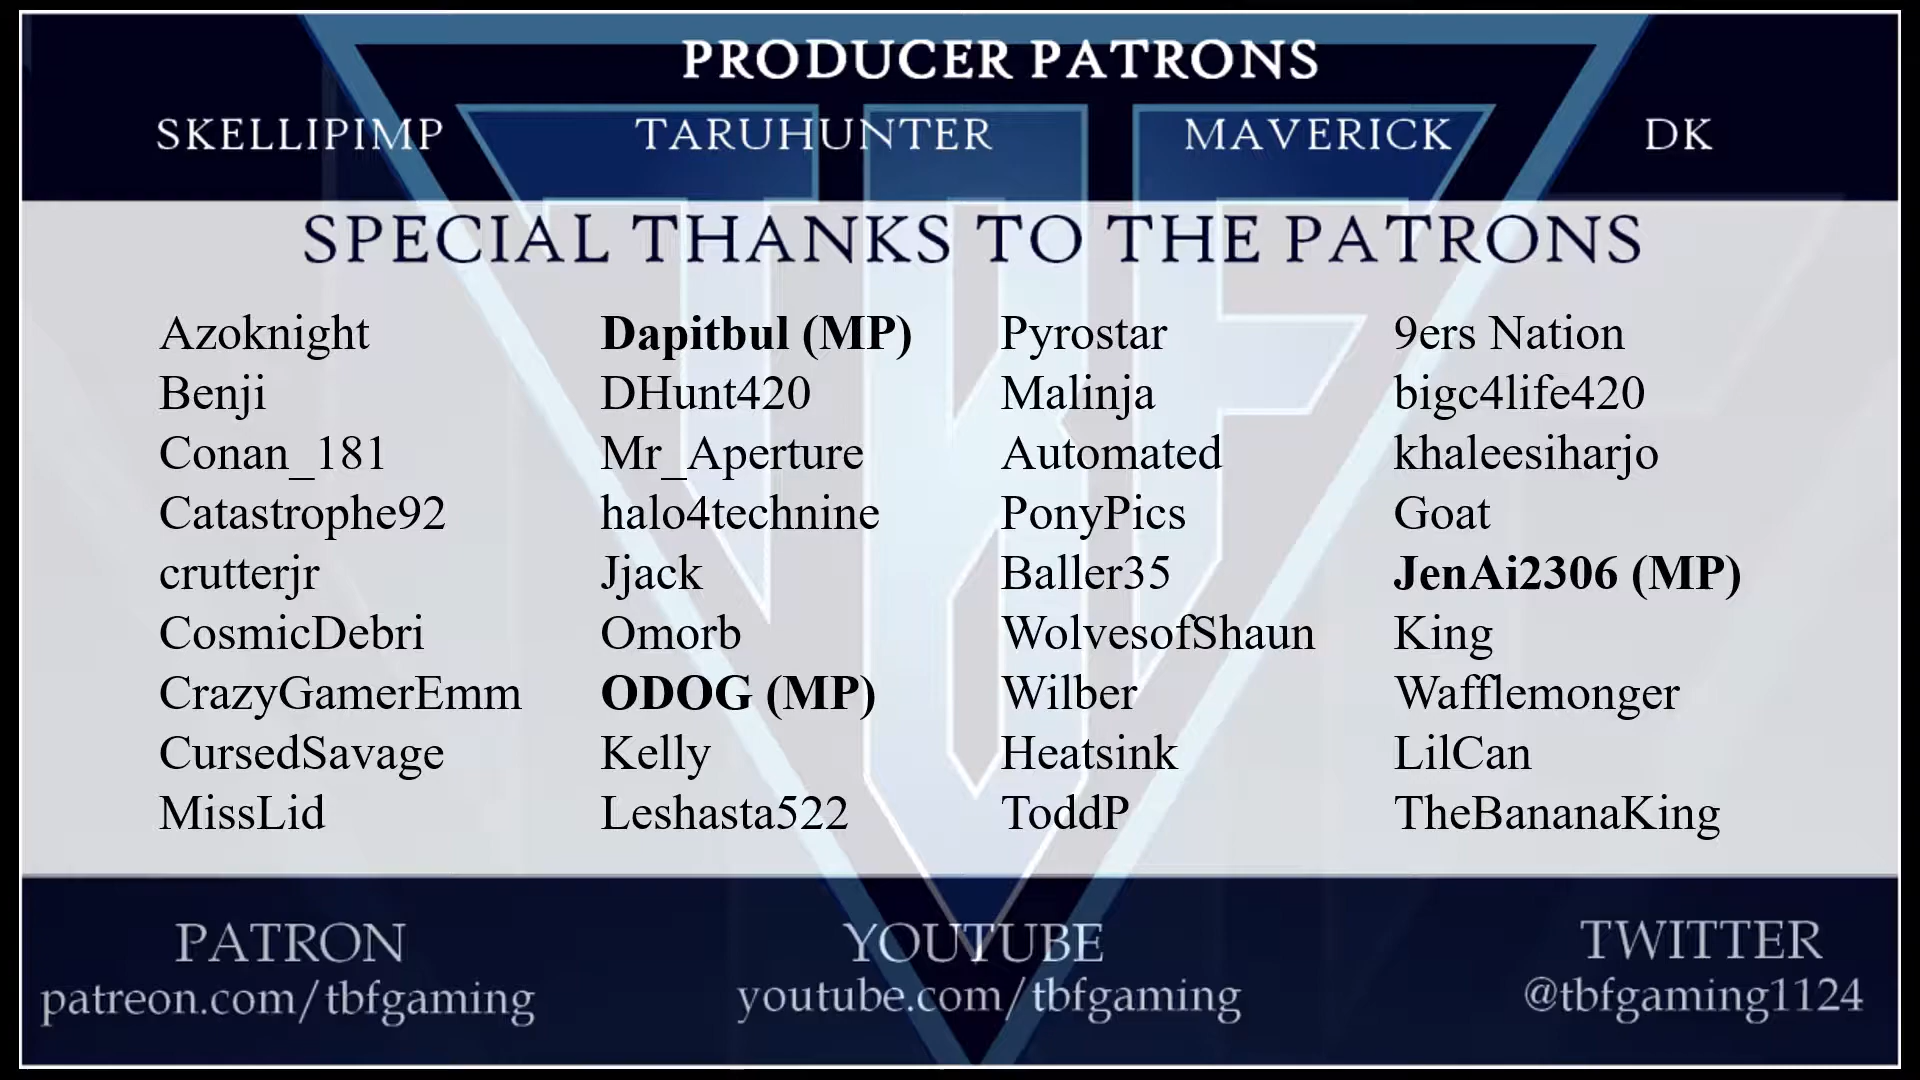 PRODUCER PATRONS
SKELLIPIMP TARUHUNTER MAVERICK DK
SPECIAL THANKS TO THE PATRONS
Azoknight Dapitbul (MP) Pyrostar 9ers Nation
Benji DHunt420 Malinja bigc4life420
Conan_181 Mr_Aperture Automated khaleesiharjo
Catastrophe92 halo4technine PonyPics Goat
crutterjr Jjack Baller35 JenAi2306 (MP)
CosmicDebri Omorb WolvesofShaun King
CrazyGamerEmm ODOG (MP) Wilber Wafflemonger
CursedSavage Kelly Heatsink LilCan
MissLid Leshasta522 ToddP TheBananaKing
PATRON YOUTUBE TWITTER
patreon.com/tbfgaming youtube.com/tbfgaming @tbfgaming1124